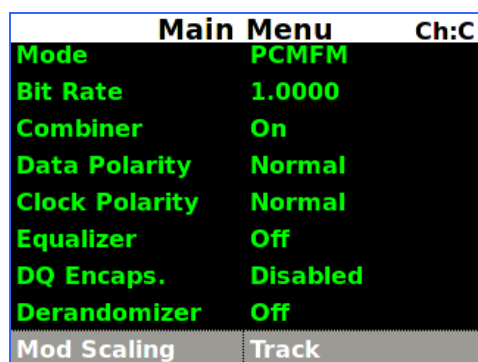 Main Menu Ch:C
Mode PCMFM
Bit Rate 1.0000
Combiner On
Data Polarity Normal
Clock Polarity Normal
Equalizer Off
DQ Encaps. Disabled
Derandomizer Off
Mod Scaling Track